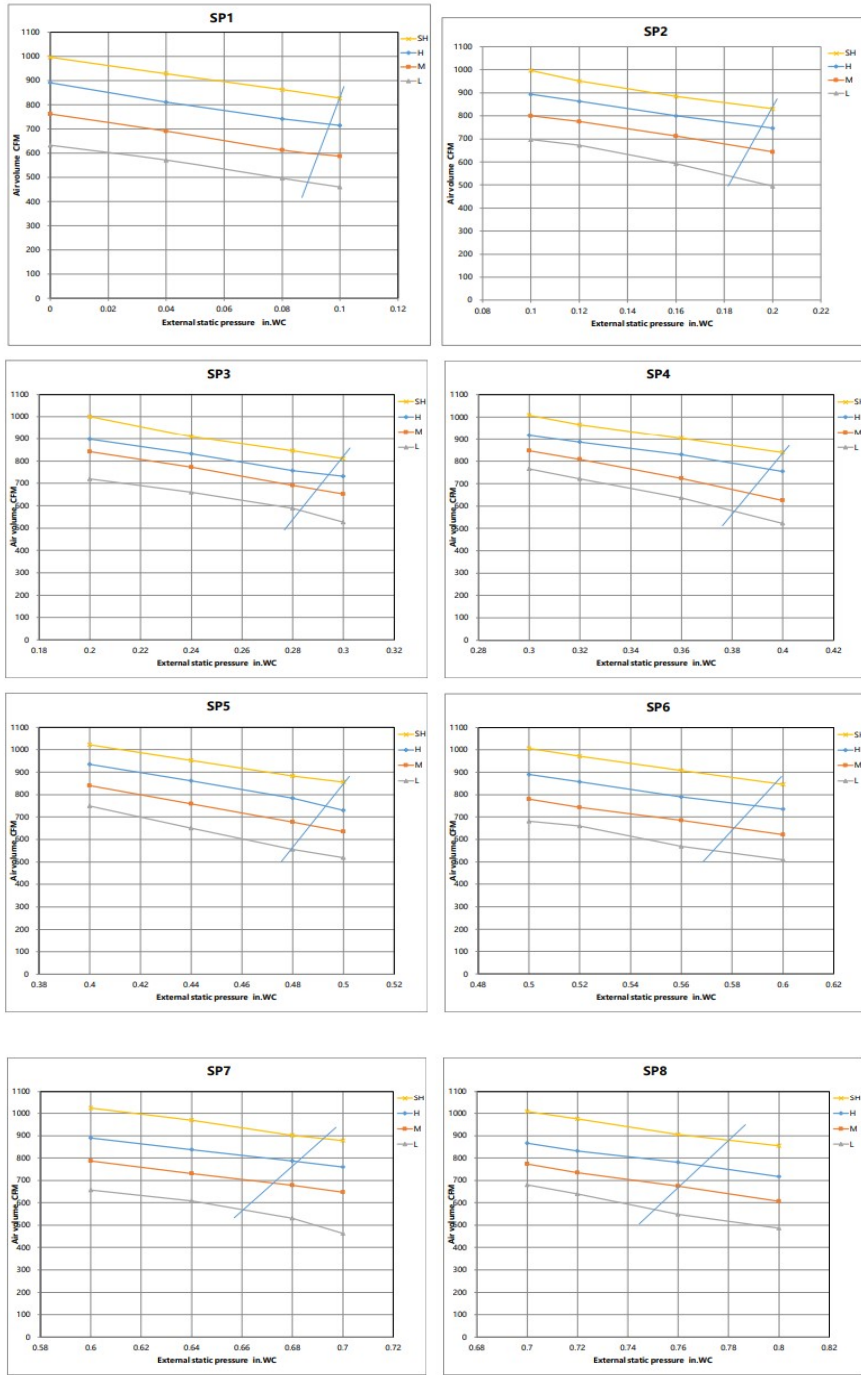 SP1
1100
1000
900
800
700
600
500
400
300
200
100
0
Air volume CFM
0 0.02 0.04 0.06 0.08 0.1 0.12
External static pressure in.WC
SH
H
M
L
SP2
1100
1000
900
800
700
600
500
400
300
200
100
0
Air volume CFM
0.08 0.1 0.12 0.14 0.16 0.18 0.2 0.22
External static pressure in.WC
SH
H
M
L
SP3
1100
1000
900
800
700
600
500
400
300
200
100
0
Air volume CFM
0.18 0.2 0.22 0.24 0.26 0.28 0.3 0.32
External static pressure in.WC
SH
H
M
L
SP4
1100
1000
900
800
700
600
500
400
300
200
100
0
Air volume CFM
0.28 0.3 0.32 0.34 0.36 0.38 0.4 0.42
External static pressure in.WC
SH
H
M
L
SP5
1100
1000
900
800
700
600
500
400
300
200
100
0
Air volume CFM
0.38 0.4 0.42 0.44 0.46 0.48 0.5 0.52
External static pressure in.WC
SH
H
M
L
SP6
1100
1000
900
800
700
600
500
400
300
200
100
0
Air volume CFM
0.48 0.5 0.52 0.54 0.56 0.58 0.6 0.62
External static pressure in.WC
SH
H
M
L
SP7
1100
1000
900
800
700
600
500
400
300
200
100
0
Air volume CFM
0.58 0.6 0.62 0.64 0.66 0.68 0.7 0.72
External static pressure in.WC
SH
H
M
L
SP8
1100
1000
900
800
700
600
500
400
300
200
100
0
Air volume CFM
0.68 0.7 0.72 0.74 0.76 0.78 0.8 0.82
External static pressure in.WC
SH
H
M
L